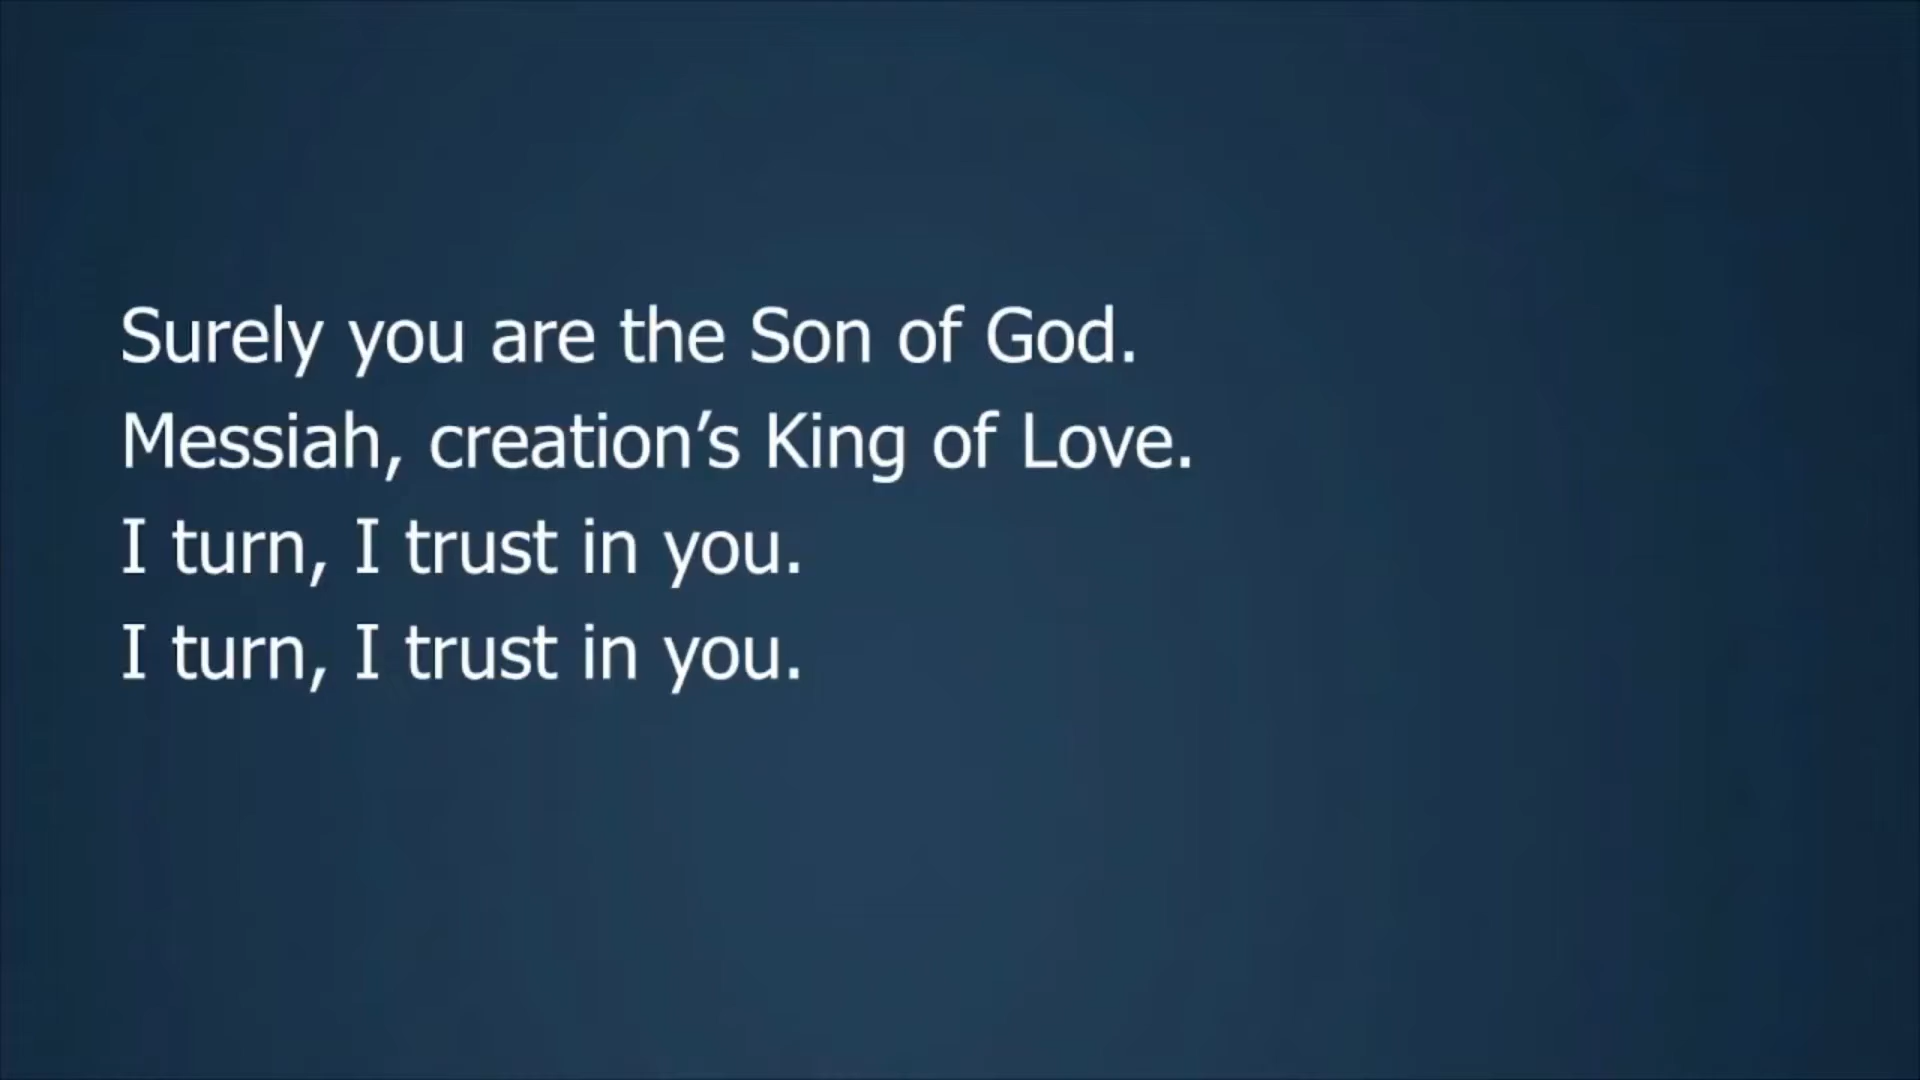 Surely you are the Son of God.
Messiah, creation’s King of Love.
I turn, I trust in you.
I turn, I trust in you.